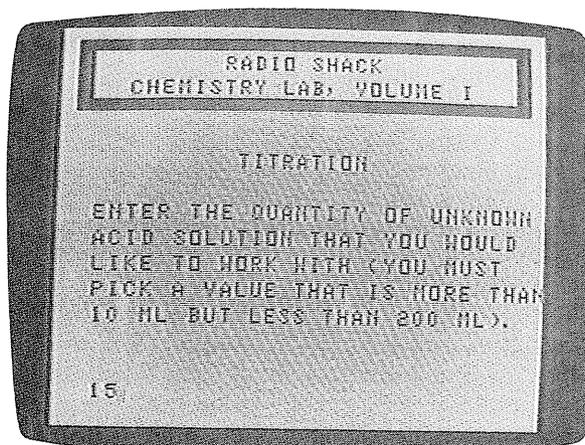 RADIO SHACK
CHEMISTRY LAB, VOLUME I
TITRATION
ENTER THE QUANTITY OF UNKNOWN
ACID SOLUTION THAT YOU WOULD
LIKE TO WORK WITH (YOU MUST
PICK A VALUE THAT IS MORE THAN
10 ML BUT LESS THAN 200 ML).
15